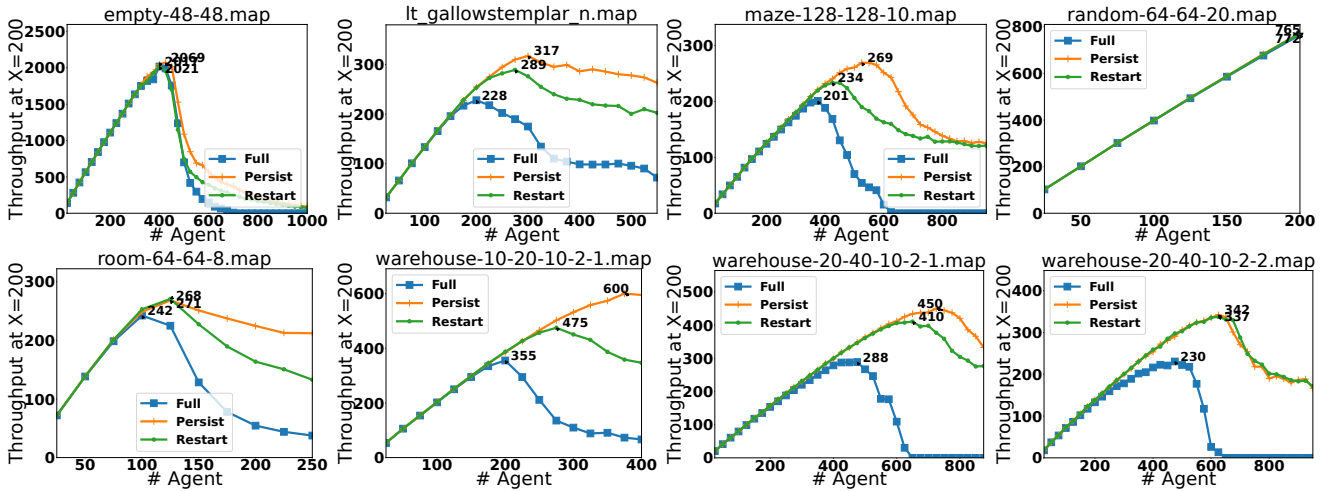 empty-48-48.map
Throughput at X=200
2500
2000
1500
1000
500
0
2069
2021
Full
Persist
Restart
200
400
600
800
1000
# Agent
lt_gallowstemplar_n.map
Throughput at X=200
300
200
100
0
317
289
228
Full
Persist
Restart
100
200
300
400
500
# Agent
maze-128-128-10.map
Throughput at X=200
300
200
100
0
269
234
201
Full
Persist
Restart
200
400
600
800
# Agent
random-64-64-20.map
Throughput at X=200
800
600
400
200
0
765
772
Full
Persist
Restart
50
100
150
200
# Agent
room-64-64-8.map
Throughput at X=200
300
200
100
0
268
271
242
Full
Persist
Restart
50
100
150
200
250
# Agent
warehouse-10-20-10-2-1.map
Throughput at X=200
600
400
200
0
600
475
355
Full
Persist
Restart
100
200
300
400
# Agent
warehouse-20-40-10-2-1.map
Throughput at X=200
500
400
300
200
100
0
450
410
288
Full
Persist
Restart
200
400
600
800
# Agent
warehouse-20-40-10-2-2.map
Throughput at X=200
400
300
200
100
0
342
337
230
Full
Persist
Restart
200
400
600
800
# Agent